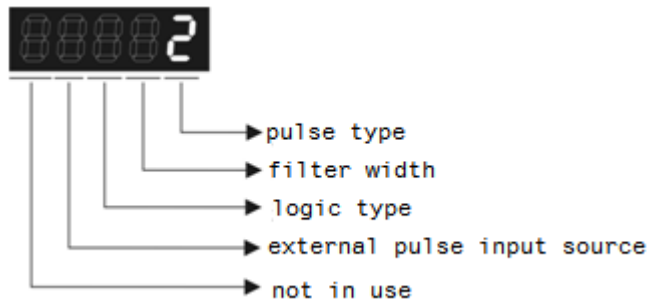 2
pulse type
filter width
logic type
external pulse input source
not in use